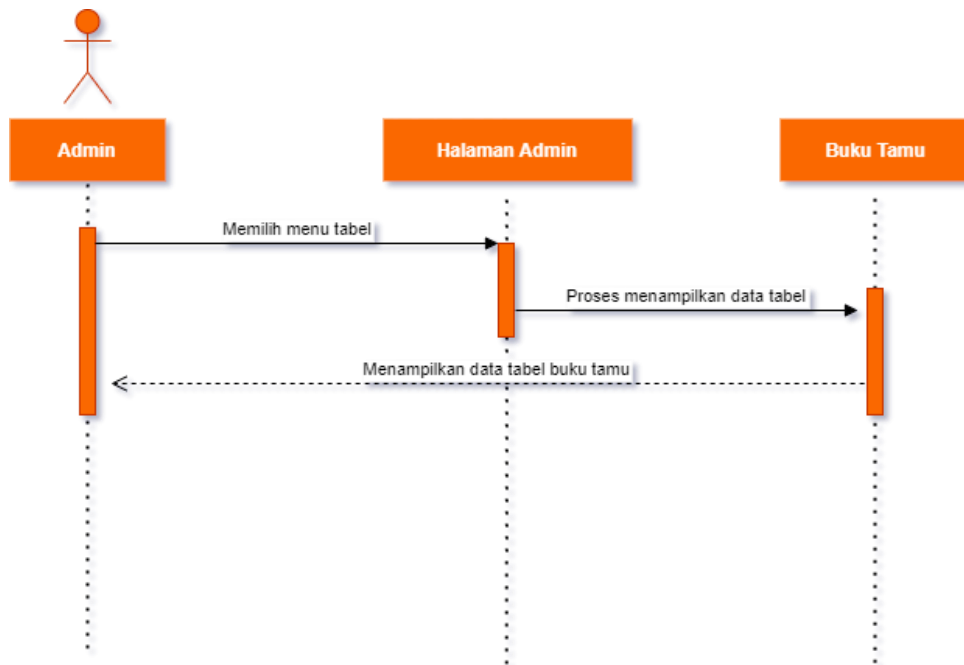 Admin
Halaman Admin
Buku Tamu
Memilih menu tabel
Proses menampilkan data tabel
Menampilkan data tabel buku tamu